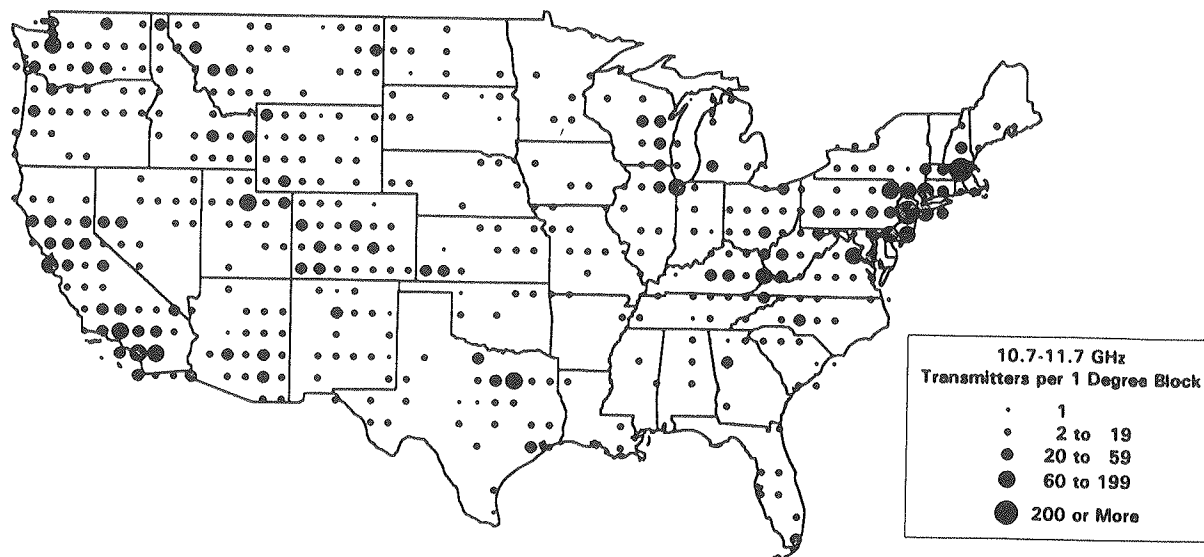 10.7-11.7 GHz
Transmitters per 1 Degree Block
1
2 to 19
20 to 59
60 to 199
200 or More